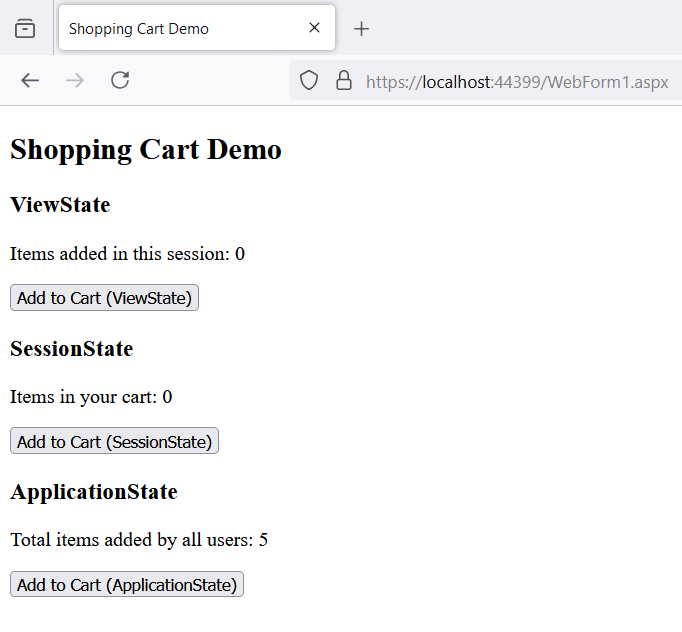 Shopping Cart Demo
https://localhost:44399/WebForm1.aspx
Shopping Cart Demo
ViewState
Items added in this session: 0
Add to Cart (ViewState)
SessionState
Items in your cart: 0
Add to Cart (SessionState)
ApplicationState
Total items added by all users: 5
Add to Cart (ApplicationState)